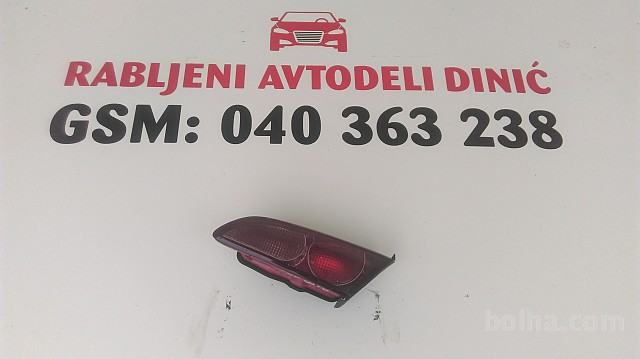 RABLJENI AVTODELI DINIĆ
GSM: 040 363 238
bolha.com